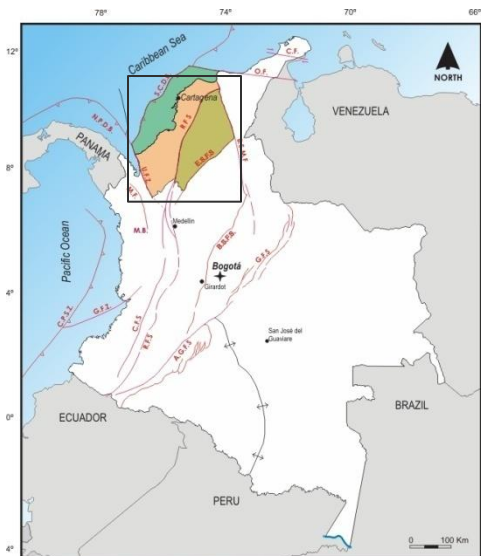 78°
74°
70°
66°
12°
8°
4°
0°
4°
Caribbean Sea
C.F.
O.F.
NORTH
S.C.D.B.
Cartagena
R.F.S
VENEZUELA
N.P.D.B.
PANAMA
U.F.Z.
E.R.F.B.
M.F.
M.B.
Medellín
Pacific Ocean
B.B.F.B.
Bogotá
G.F.S
Girardot
C.P.S.Z.
G.F.Z.
C.F.S
R.F.S
A.G.F.S
San José del
Guaviare
ECUADOR
BRAZIL
PERU
0 100 Km